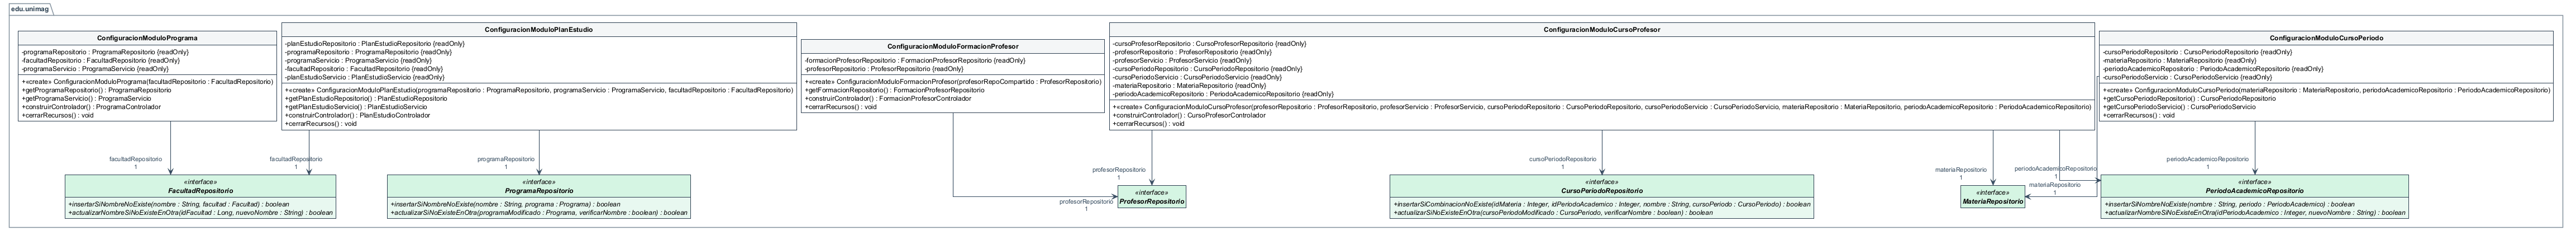 edu.unimag
ConfiguracionModuloPrograma
-programaRepositorio : ProgramaRepositorio {readOnly}
-facultadRepositorio : FacultadRepositorio {readOnly}
-programaServicio : ProgramaServicio {readOnly}
+«create» ConfiguracionModuloPrograma(facultadRepositorio : FacultadRepositorio)
+getProgramaRepositorio() : ProgramaRepositorio
+getProgramaServicio() : ProgramaServicio
+construirControlador() : ProgramaControlador
+cerrarRecursos() : void
ConfiguracionModuloPlanEstudio
-planEstudioRepositorio : PlanEstudioRepositorio {readOnly}
-programaRepositorio : ProgramaRepositorio {readOnly}
-programaServicio : ProgramaServicio {readOnly}
-facultadRepositorio : FacultadRepositorio {readOnly}
-planEstudioServicio : PlanEstudioServicio {readOnly}
+«create» ConfiguracionModuloPlanEstudio(programaRepositorio : ProgramaRepositorio, programaServicio : ProgramaServicio, facultadRepositorio : FacultadRepositorio)
+getPlanEstudioRepositorio() : PlanEstudioRepositorio
+getPlanEstudioServicio() : PlanEstudioServicio
+construirControlador() : PlanEstudioControlador
+cerrarRecursos() : void
ConfiguracionModuloFormacionProfesor
-formacionProfesorRepositorio : FormacionProfesorRepositorio {readOnly}
-profesorRepositorio : ProfesorRepositorio {readOnly}
+«create» ConfiguracionModuloFormacionProfesor(profesorRepoCompartido : ProfesorRepositorio)
+getFormacionRepositorio() : FormacionProfesorRepositorio
+construirControlador() : FormacionProfesorControlador
+cerrarRecursos() : void
ConfiguracionModuloCursoProfesor
-cursoProfesorRepositorio : CursoProfesorRepositorio {readOnly}
-profesorRepositorio : ProfesorRepositorio {readOnly}
-profesorServicio : ProfesorServicio {readOnly}
-cursoPeriodoRepositorio : CursoPeriodoRepositorio {readOnly}
-cursoPeriodoServicio : CursoPeriodoServicio {readOnly}
-materiaRepositorio : MateriaRepositorio {readOnly}
-periodoAcademicoRepositorio : PeriodoAcademicoRepositorio {readOnly}
+«create» ConfiguracionModuloCursoProfesor(profesorRepositorio : ProfesorRepositorio, profesorServicio : ProfesorServicio, cursoPeriodoRepositorio : CursoPeriodoRepositorio, cursoPeriodoServicio : CursoPeriodoServicio, materiaRepositorio : MateriaRepositorio, periodoAcademicoRepositorio : PeriodoAcademicoRepositorio)
+construirControlador() : CursoProfesorControlador
+cerrarRecursos() : void
ConfiguracionModuloCursoPeriodo
-cursoPeriodoRepositorio : CursoPeriodoRepositorio {readOnly}
-materiaRepositorio : MateriaRepositorio {readOnly}
-periodoAcademicoRepositorio : PeriodoAcademicoRepositorio {readOnly}
-cursoPeriodoServicio : CursoPeriodoServicio {readOnly}
+«create» ConfiguracionModuloCursoPeriodo(materiaRepositorio : MateriaRepositorio, periodoAcademicoRepositorio : PeriodoAcademicoRepositorio)
+getCursoPeriodoRepositorio() : CursoPeriodoRepositorio
+getCursoPeriodoServicio() : CursoPeriodoServicio
+cerrarRecursos() : void
facultadRepositorio
1
facultadRepositorio
1
programaRepositorio
1
profesorRepositorio
1
profesorRepositorio
1
cursoPeriodoRepositorio
1
materiaRepositorio
1
periodoAcademicoRepositorio
1
materiaRepositorio
1
periodoAcademicoRepositorio
1
«interface»
FacultadRepositorio
+insertarSiNombreNoExiste(nombre : String, facultad : Facultad) : boolean
+actualizarNombreSiNoExisteEnOtra(idFacultad : Long, nuevoNombre : String) : boolean
«interface»
ProgramaRepositorio
+insertarSiNombreNoExiste(nombre : String, programa : Programa) : boolean
+actualizarSiNoExisteEnOtra(programaModificado : Programa, verificarNombre : boolean) : boolean
«interface»
ProfesorRepositorio
«interface»
CursoPeriodoRepositorio
+insertarSiCombinacionNoExiste(idMateria : Integer, idPeriodoAcademico : Integer, nombre : String, cursoPeriodo : CursoPeriodo) : boolean
+actualizarSiNoExisteEnOtra(cursoPeriodoModificado : CursoPeriodo, verificarNombre : boolean) : boolean
«interface»
MateriaRepositorio
«interface»
PeriodoAcademicoRepositorio
+insertarSiNombreNoExiste(nombre : String, periodo : PeriodoAcademico) : boolean
+actualizarNombreSiNoExisteEnOtra(idPeriodoAcademico : Integer, nuevoNombre : String) : boolean